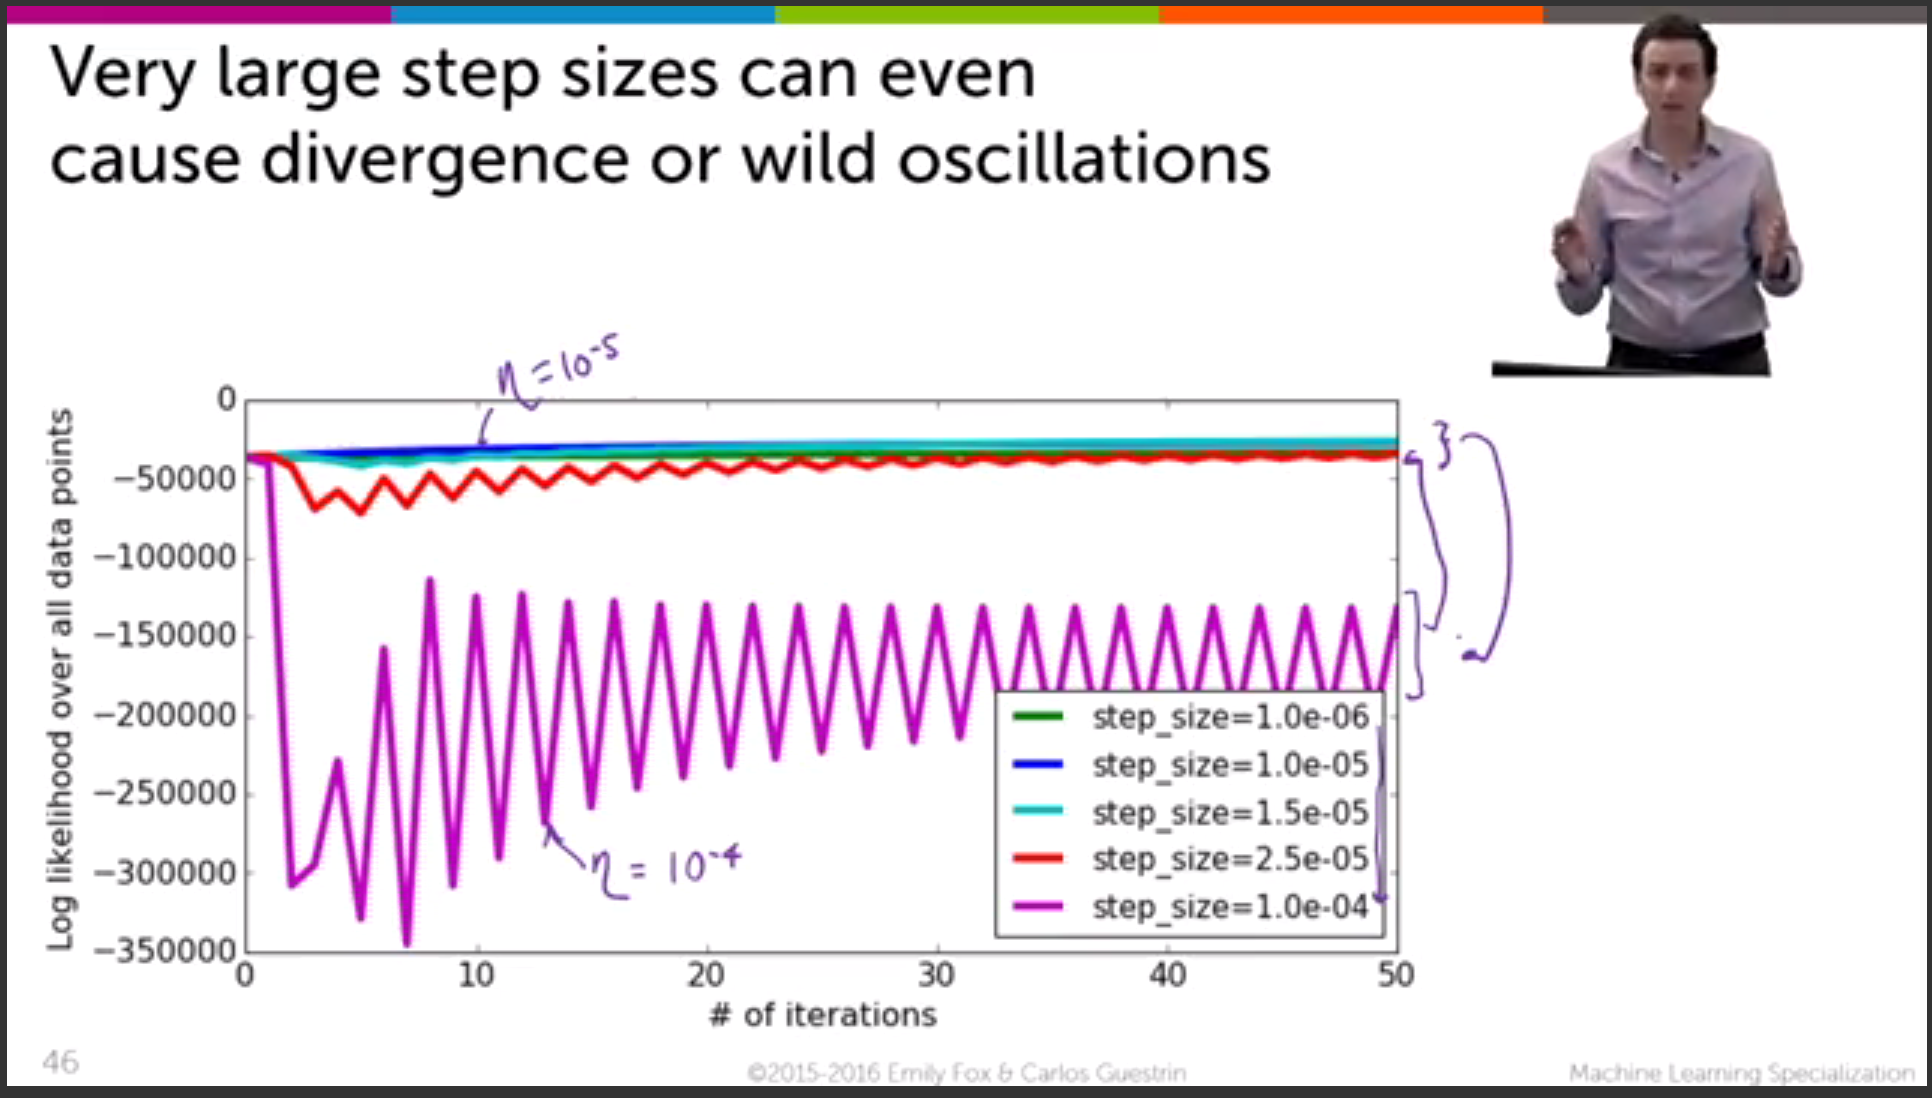 Very large step sizes can even
cause divergence or wild oscillations
η = 10⁻⁵
Log likelihood over all data points
0
−50000
−100000
−150000
−200000
−250000
−300000
−350000
η = 10⁻⁴
step_size=1.0e-06
step_size=1.0e-05
step_size=1.5e-05
step_size=2.5e-05
step_size=1.0e-04
0 10 20 30 40 50
# of iterations
46
©2015-2016 Emily Fox & Carlos Guestrin
Machine Learning Specialization